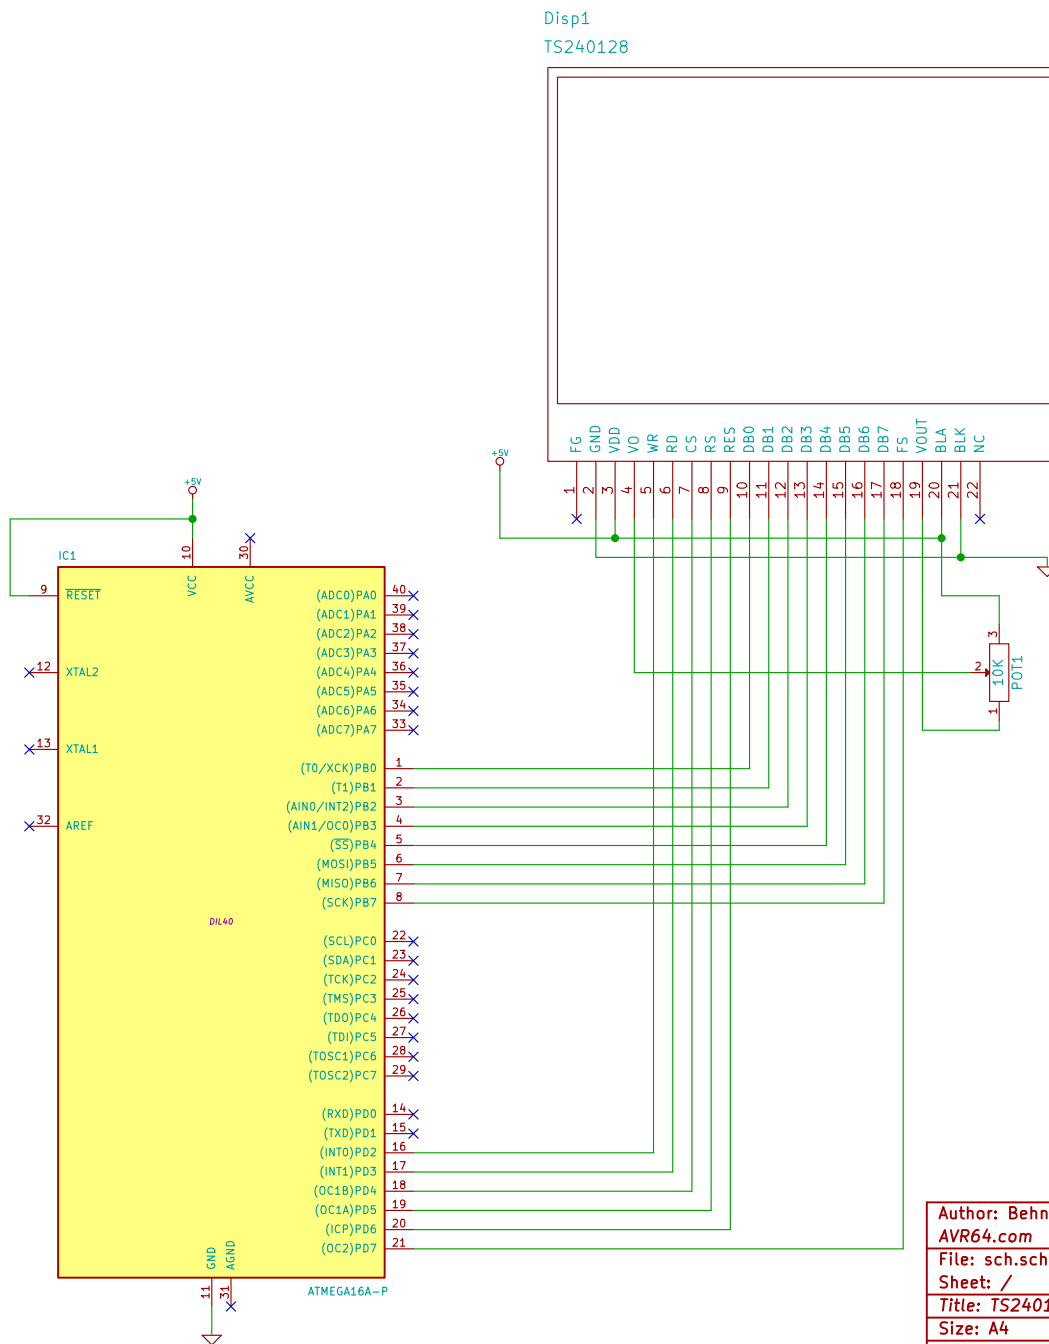 Disp1
TS240128
FG
GND
VDD
VO
WR
RD
CS
RS
RES
DB0
DB1
DB2
DB3
DB4
DB5
DB6
DB7
FS
VOUT
BLA
BLK
NC
1
2
3
4
5
6
7
8
9
10
11
12
13
14
15
16
17
18
19
20
21
22
+5V
+5V
IC1
10
VCC
30
AVCC
9 RESET
12 XTAL2
13 XTAL1
32 AREF
(ADC0)PA0 40
(ADC1)PA1 39
(ADC2)PA2 38
(ADC3)PA3 37
(ADC4)PA4 36
(ADC5)PA5 35
(ADC6)PA6 34
(ADC7)PA7 33
(T0/XCK)PB0 1
(T1)PB1 2
(AIN0/INT2)PB2 3
(AIN1/OC0)PB3 4
(SS)PB4 5
(MOSI)PB5 6
(MISO)PB6 7
(SCK)PB7 8
DIL40
(SCL)PC0 22
(SDA)PC1 23
(TCK)PC2 24
(TMS)PC3 25
(TDO)PC4 26
(TDI)PC5 27
(TOSC1)PC6 28
(TOSC2)PC7 29
(RXD)PD0 14
(TXD)PD1 15
(INT0)PD2 16
(INT1)PD3 17
(OC1B)PD4 18
(OC1A)PD5 19
(ICP)PD6 20
(OC2)PD7 21
GND
11
AGND
31
ATMEGA16A-P
3
2
1
10K
POT1
Author: Behn
AVR64.com
File: sch.sch
Sheet: /
Title: TS2401
Size: A4